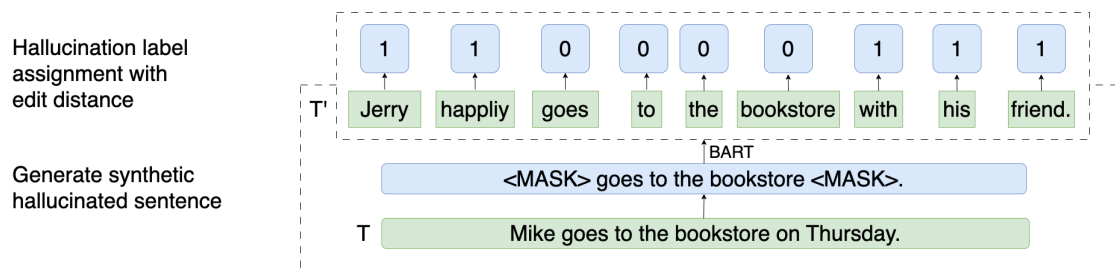 Hallucination label
assignment with
edit distance
1 1 0 0 0 0 1 1 1
T' Jerry happliy goes to the bookstore with his friend.
BART
Generate synthetic
hallucinated sentence
<MASK> goes to the bookstore <MASK>.
T Mike goes to the bookstore on Thursday.